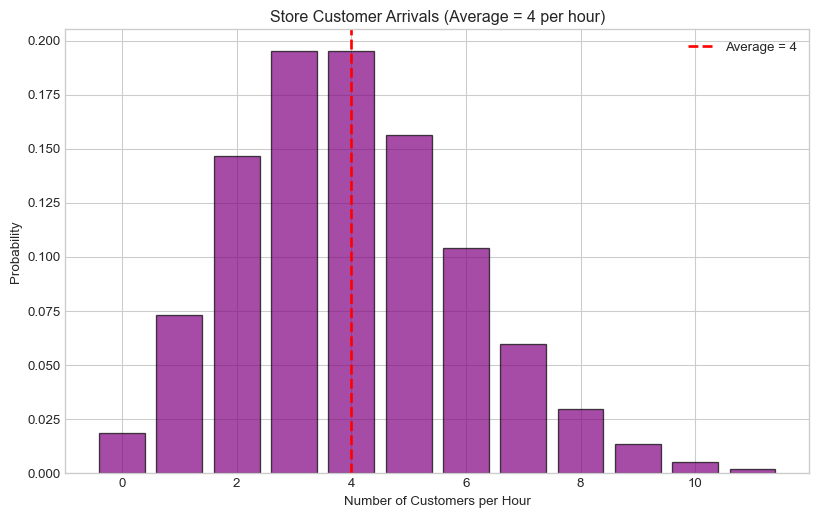 Store Customer Arrivals (Average = 4 per hour)
Average = 4
0.200
0.175
0.150
0.125
0.100
0.075
0.050
0.025
0.000
Probability
0 2 4 6 8 10
Number of Customers per Hour